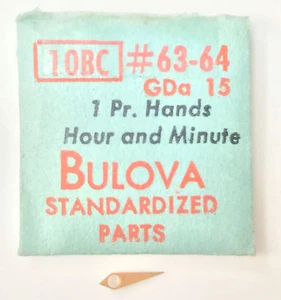 10BC #63-64
GDa 15
1 Pr. Hands
Hour and Minute
BULOVA
STANDARDIZED
PARTS